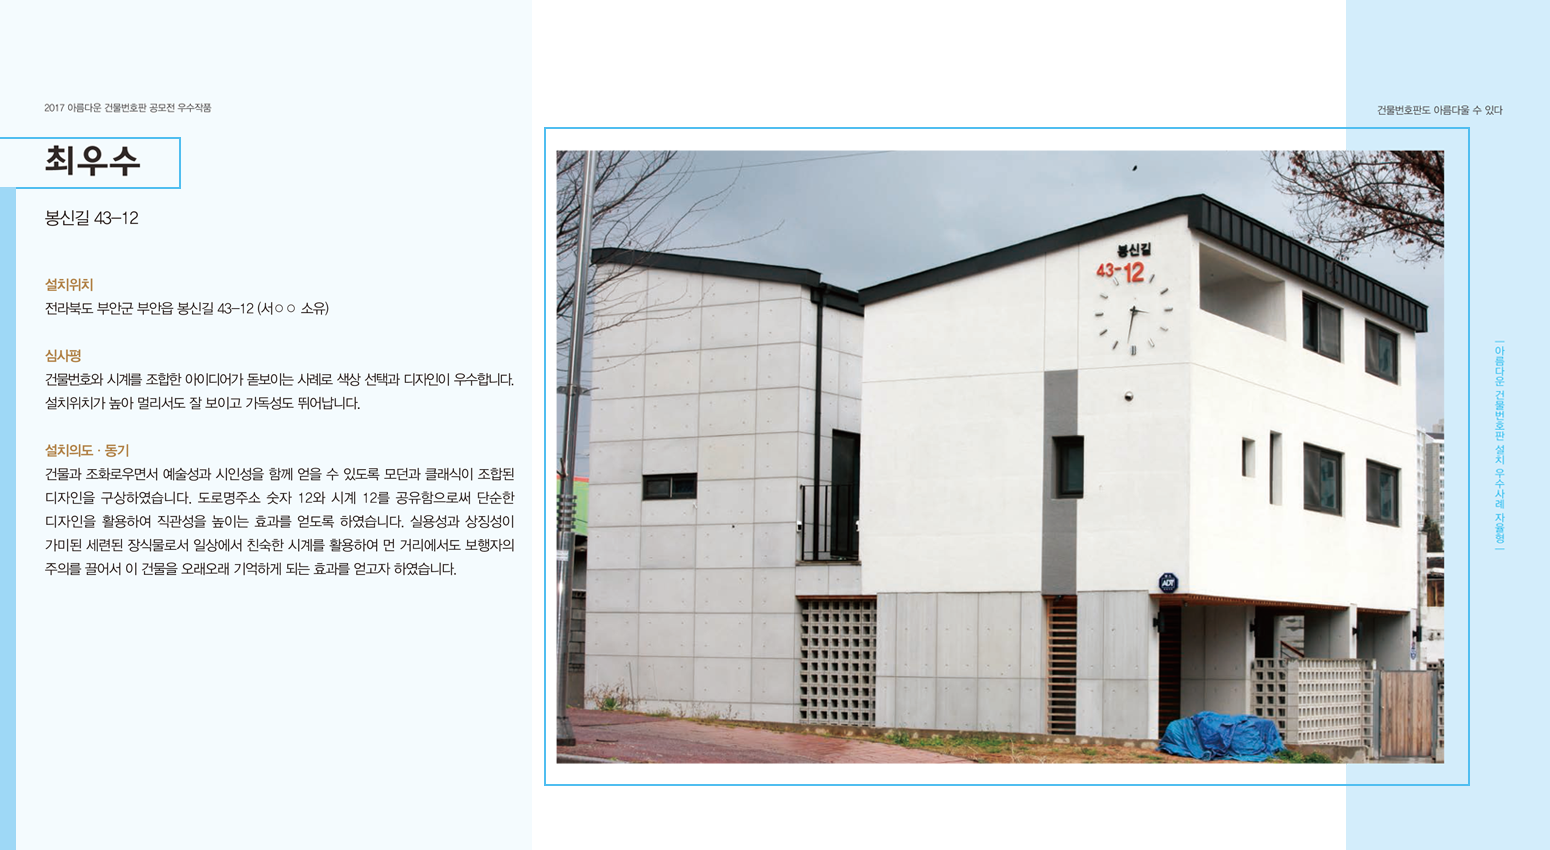 2017 아름다운 건물번호판 공모전 우수작품
최우수
봉신길 43-12
설치위치
전라북도 부안군 부안읍 봉신길 43-12 (서○○ 소유)
심사평
건물번호와 시계를 조합한 아이디어가 돋보이는 사례로 색상 선택과 디자인이 우수합니다.
설치위치가 높아 멀리서도 잘 보이고 가독성도 뛰어납니다.
설치의도 · 동기
건물과 조화로우면서 예술성과 시인성을 함께 얻을 수 있도록 모던과 클래식이 조합된
디자인을 구상하였습니다. 도로명주소 숫자 12와 시계 12를 공유함으로써 단순한
디자인을 활용하여 직관성을 높이는 효과를 얻도록 하였습니다. 실용성과 상징성이
가미된 세련된 장식물로서 일상에서 친숙한 시계를 활용하여 먼 거리에서도 보행자의
주의를 끌어서 이 건물을 오래오래 기억하게 되는 효과를 얻고자 하였습니다.
건물번호판도 아름다울 수 있다
봉신길
43-12
ADT
|아름다운 건물번호판 설치 우수사례 자율형|